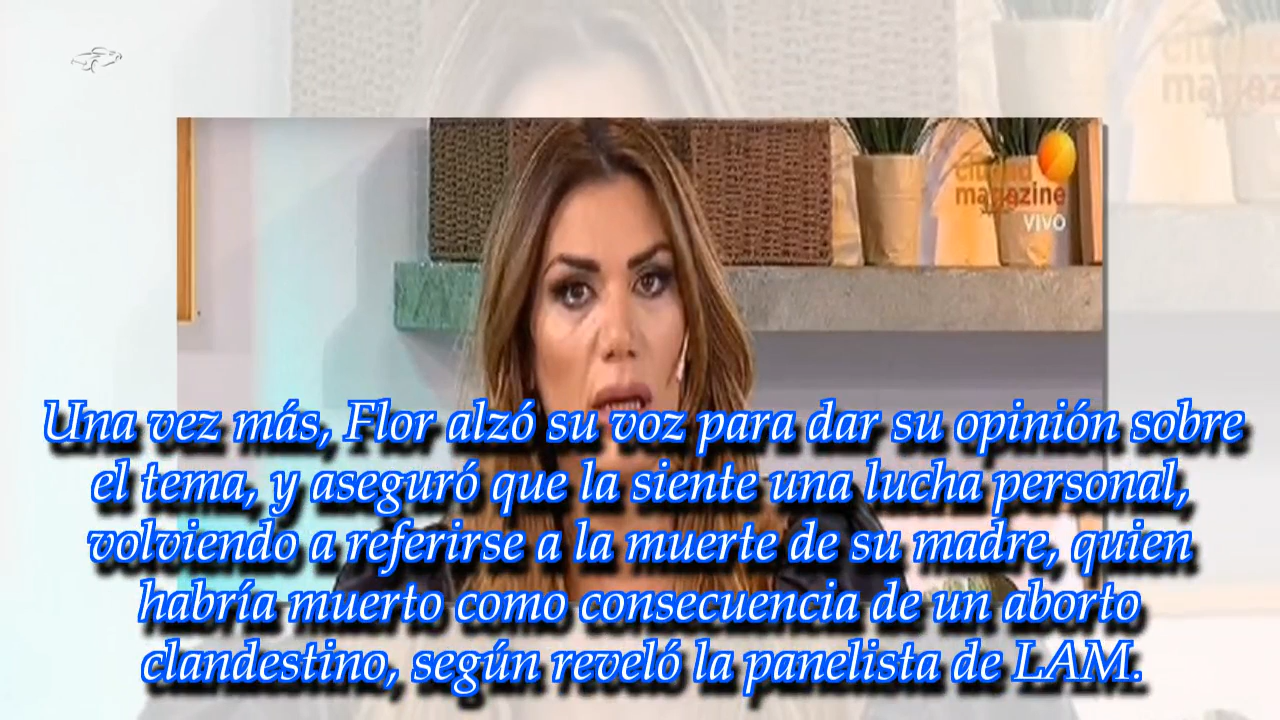 ciudad
magazine
VIVO
ciudad
magazine
Una vez más, Flor alzó su voz para dar su opinión sobre
el tema, y aseguró que la siente una lucha personal,
volviendo a referirse a la muerte de su madre, quien
habría muerto como consecuencia de un aborto
clandestino, según reveló la panelista de LAM.